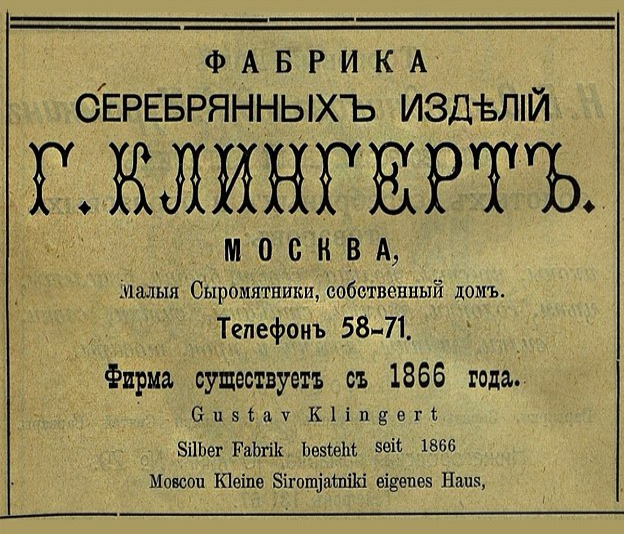 ФАБРИКА
СЕРЕБРЯННЫХЪ ИЗДѢЛІЙ
Г. КЛИНГЕРТЪ.
МОСКВА,
Малыя Сыромятники, собственный домъ.
Телефонъ 58–71.
Фирма существуетъ съ 1866 года.
Gustav Klingert
Silber Fabrik besteht seit 1866
Moscou Kleine Siromjatniki eigenes Haus,